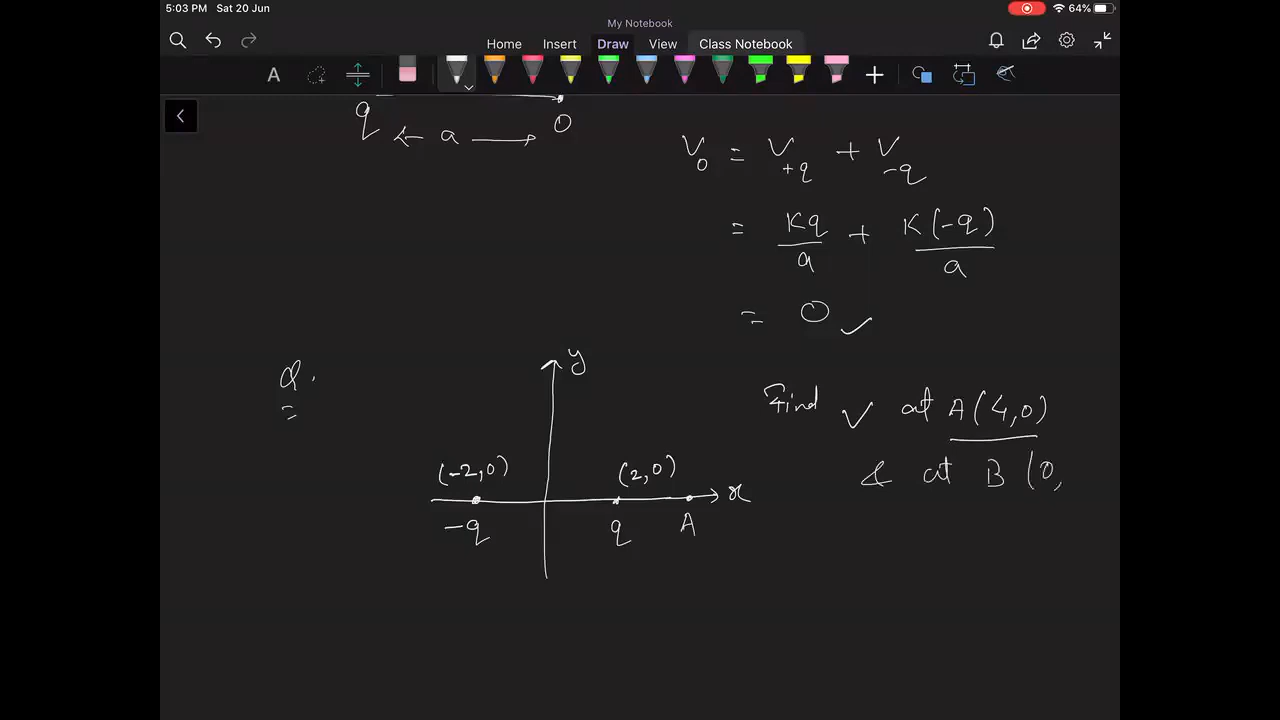 5:03 PM Sat 20 Jun
64%
My Notebook
Home Insert Draw View Class Notebook
A
q
← a →
0
V0 = V+q + V-q
= Kq/a + K(-q)/a
= 0 ✓
Q.
=
y
Find V at A(4,0)
& at B (0,
(-2,0) (2,0)
x
-q q A